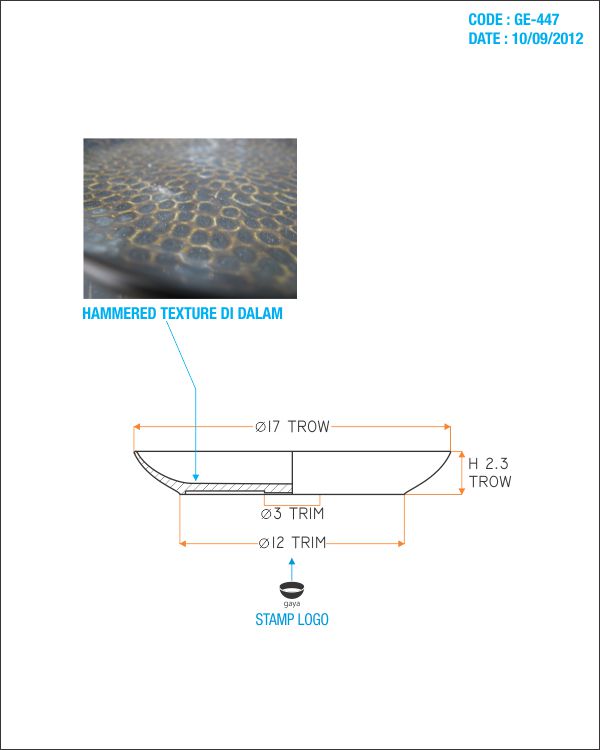 CODE : GE-447
DATE : 10/09/2012
HAMMERED TEXTURE DI DALAM
Ø17 TROW
H 2.3
TROW
Ø3 TRIM
Ø12 TRIM
gaya
STAMP LOGO